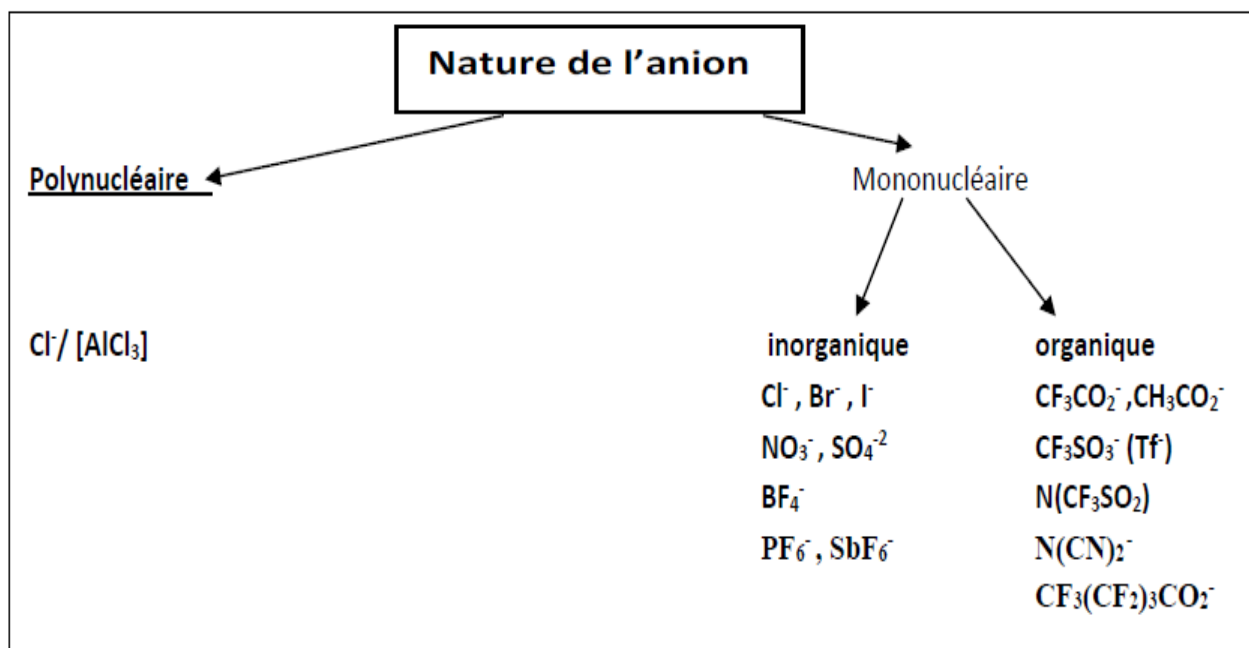 Nature de l’anion
Polynucléaire
Mononucléaire
Cl⁻/ [AlCl₃]
inorganique
organique
Cl⁻ , Br⁻ , I⁻
CF₃CO₂⁻ ,CH₃CO₂⁻
NO₃⁻ , SO₄⁻²
CF₃SO₃⁻ (Tf⁻)
BF₄⁻
N(CF₃SO₂)
PF₆⁻ , SbF₆⁻
N(CN)₂⁻
CF₃(CF₂)₃CO₂⁻